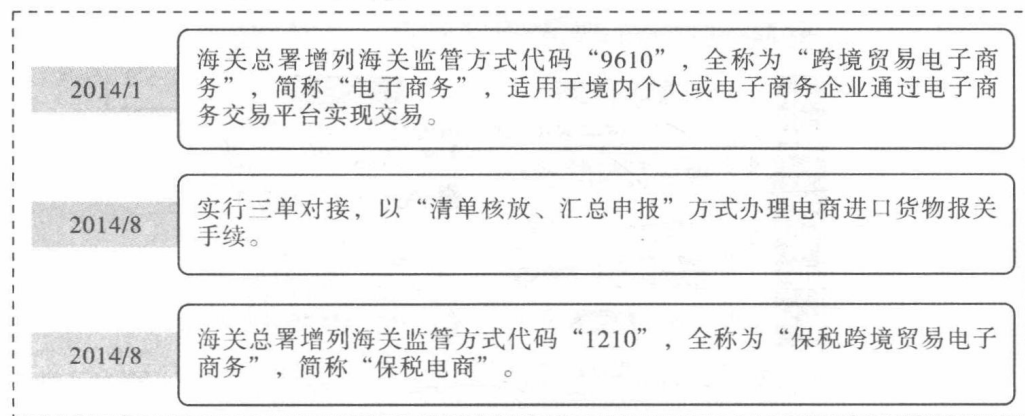 2014/1
海关总署增列海关监管方式代码“9610”，全称为“跨境贸易电子商
务”，简称“电子商务”，适用于境内个人或电子商务企业通过电子商
务交易平台实现交易。
2014/8
实行三单对接，以“清单核放、汇总申报”方式办理电商进口货物报关
手续。
2014/8
海关总署增列海关监管方式代码“1210”，全称为“保税跨境贸易电子
商务”，简称“保税电商”。